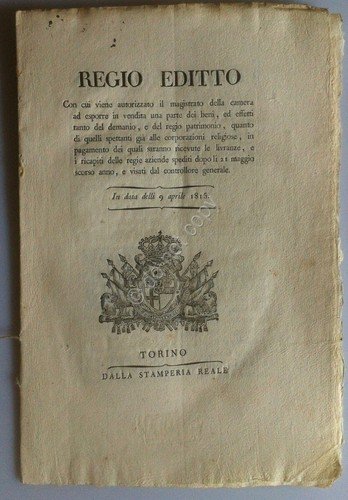 REGIO EDITTO
Con cui viene autorizzato il magistrato della camera
ad esporre in vendita una parte dei beni, ed effetti
tanto del demanio, e del regio patrimonio, quanto
di quelli spettanti già alle corporazioni religiose, in
pagamento dei quali saranno ricevute le livranze, e
i ricapiti delle regie aziende spediti dopo li 21 maggio
scorso anno, e visati dal controllore generale.
In data delli 9 aprile 1815.
TORINO
DALLA STAMPERIA REALE